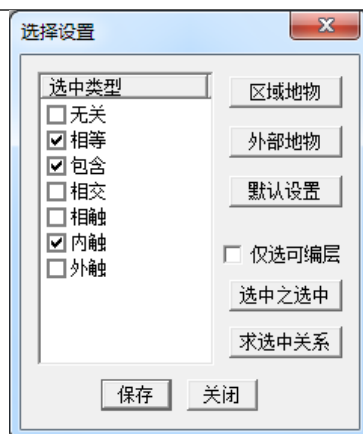 选择设置
选中类型
无关
相等
包含
相交
相触
内触
外触
区域地物
外部地物
默认设置
仅选可编层
选中之选中
求选中关系
保存
关闭